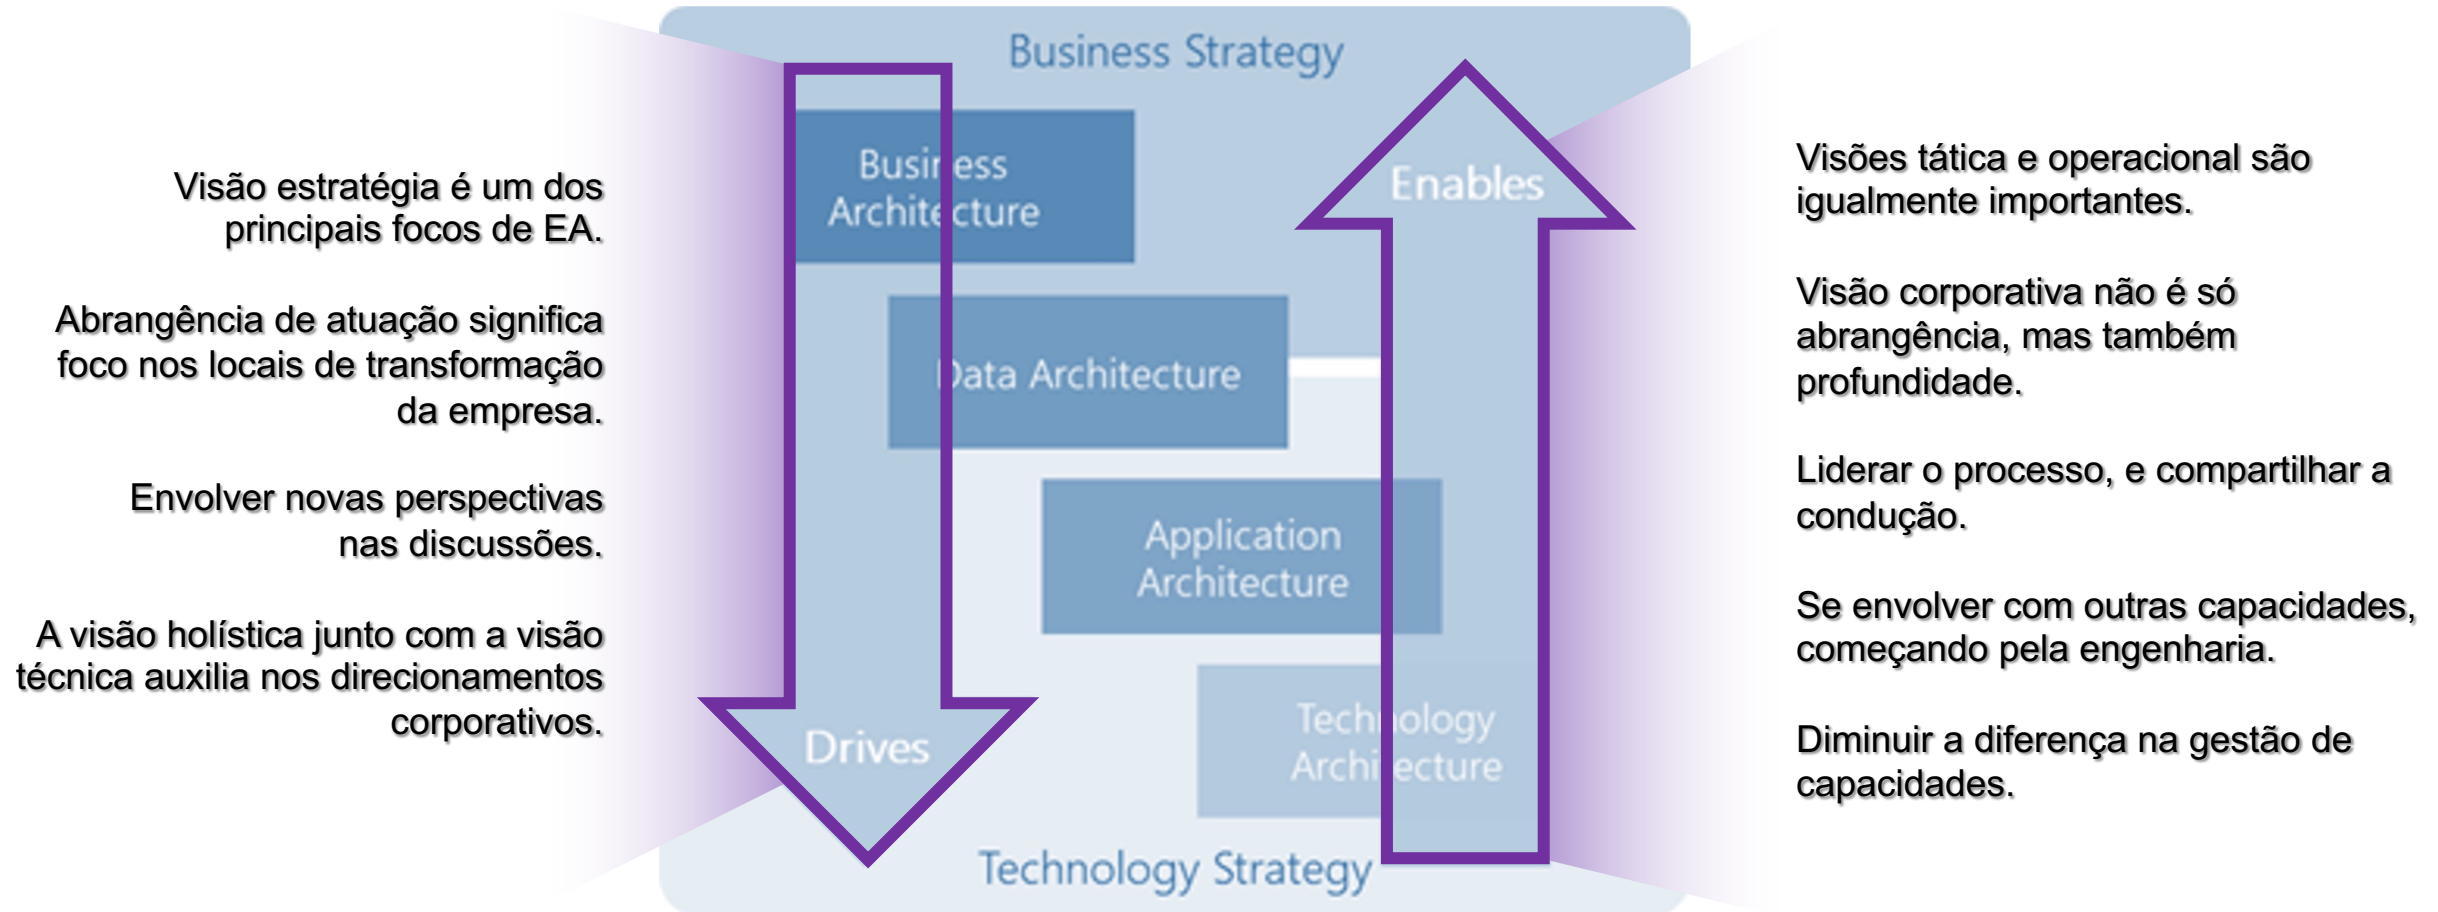 Business Strategy
Visão estratégia é um dos
principais focos de EA.
Abrangência de atuação significa
foco nos locais de transformação
da empresa.
Envolver novas perspectivas
nas discussões.
A visão holística junto com a visão
técnica auxilia nos direcionamentos
corporativos.
Business
Architecture
Data Architecture
Application
Architecture
Technology
Architecture
Drives
Enables
Technology Strategy
Visões tática e operacional são
igualmente importantes.
Visão corporativa não é só
abrangência, mas também
profundidade.
Liderar o processo, e compartilhar a
condução.
Se envolver com outras capacidades,
começando pela engenharia.
Diminuir a diferença na gestão de
capacidades.